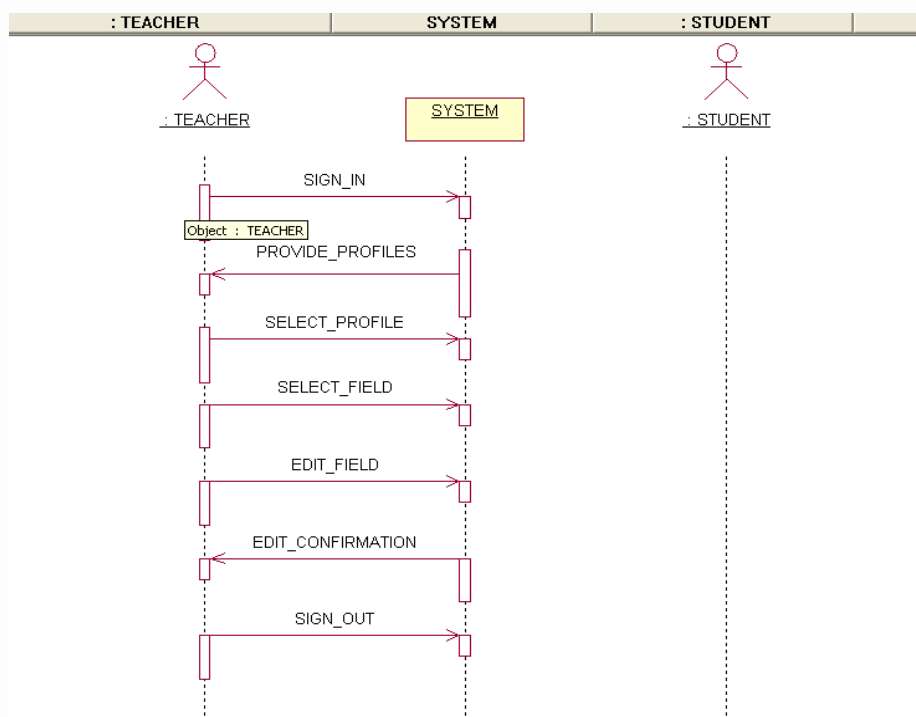 : TEACHER SYSTEM : STUDENT
: TEACHER SYSTEM : STUDENT
SIGN_IN
Object : TEACHER
PROVIDE_PROFILES
SELECT_PROFILE
SELECT_FIELD
EDIT_FIELD
EDIT_CONFIRMATION
SIGN_OUT